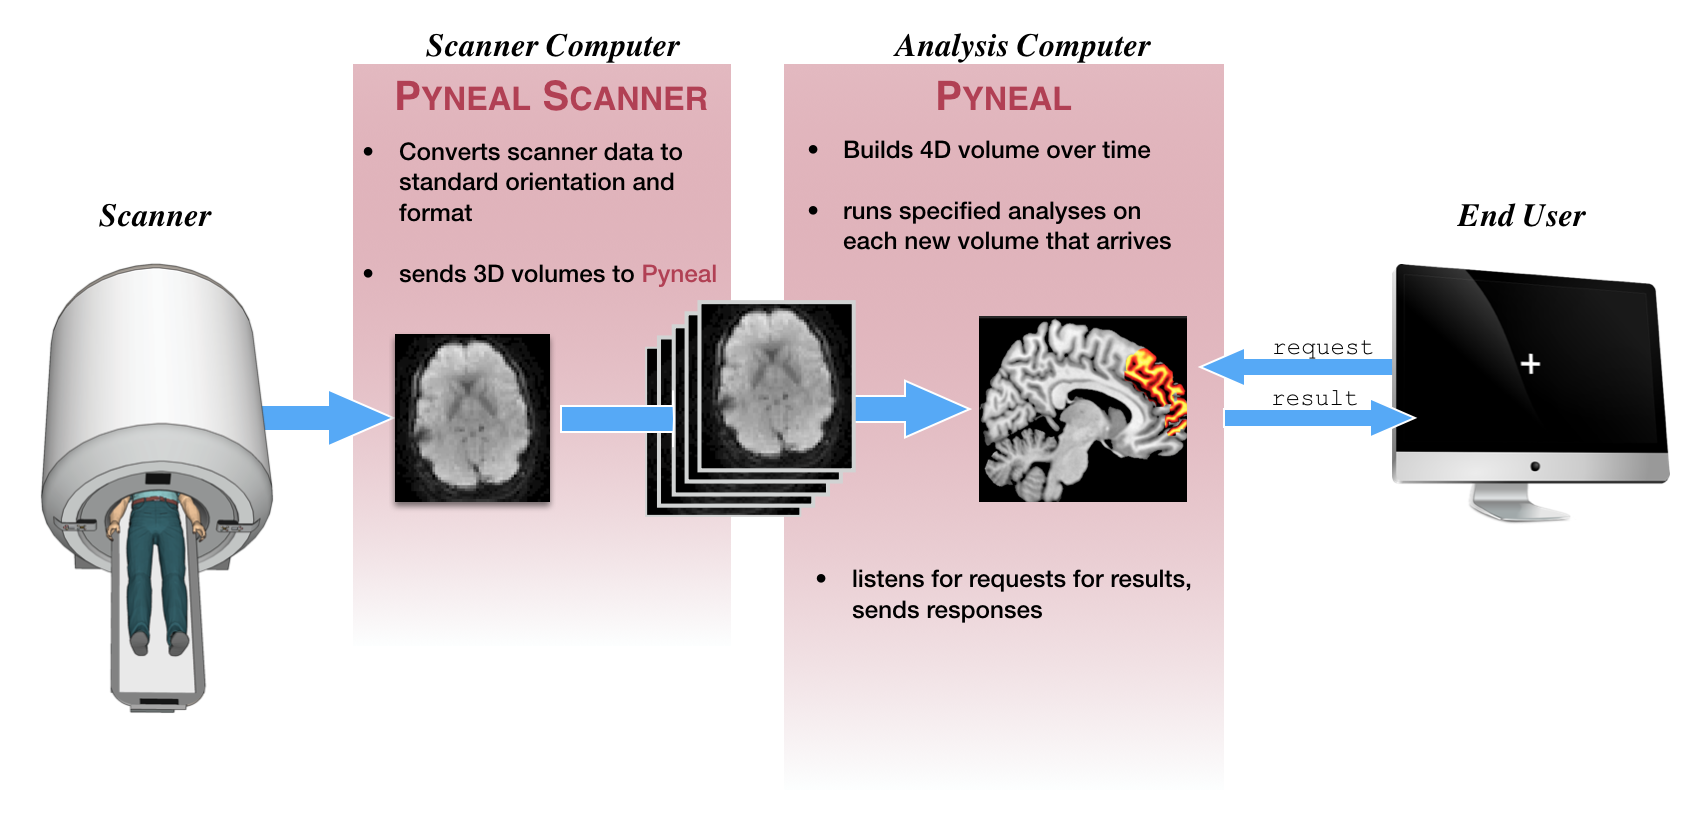 Scanner
Scanner Computer
PYNEAL SCANNER
• Converts scanner data to
standard orientation and
format
• sends 3D volumes to Pyneal
Analysis Computer
PYNEAL
• Builds 4D volume over time
• runs specified analyses on
each new volume that arrives
• listens for requests for results,
sends responses
End User
request
result